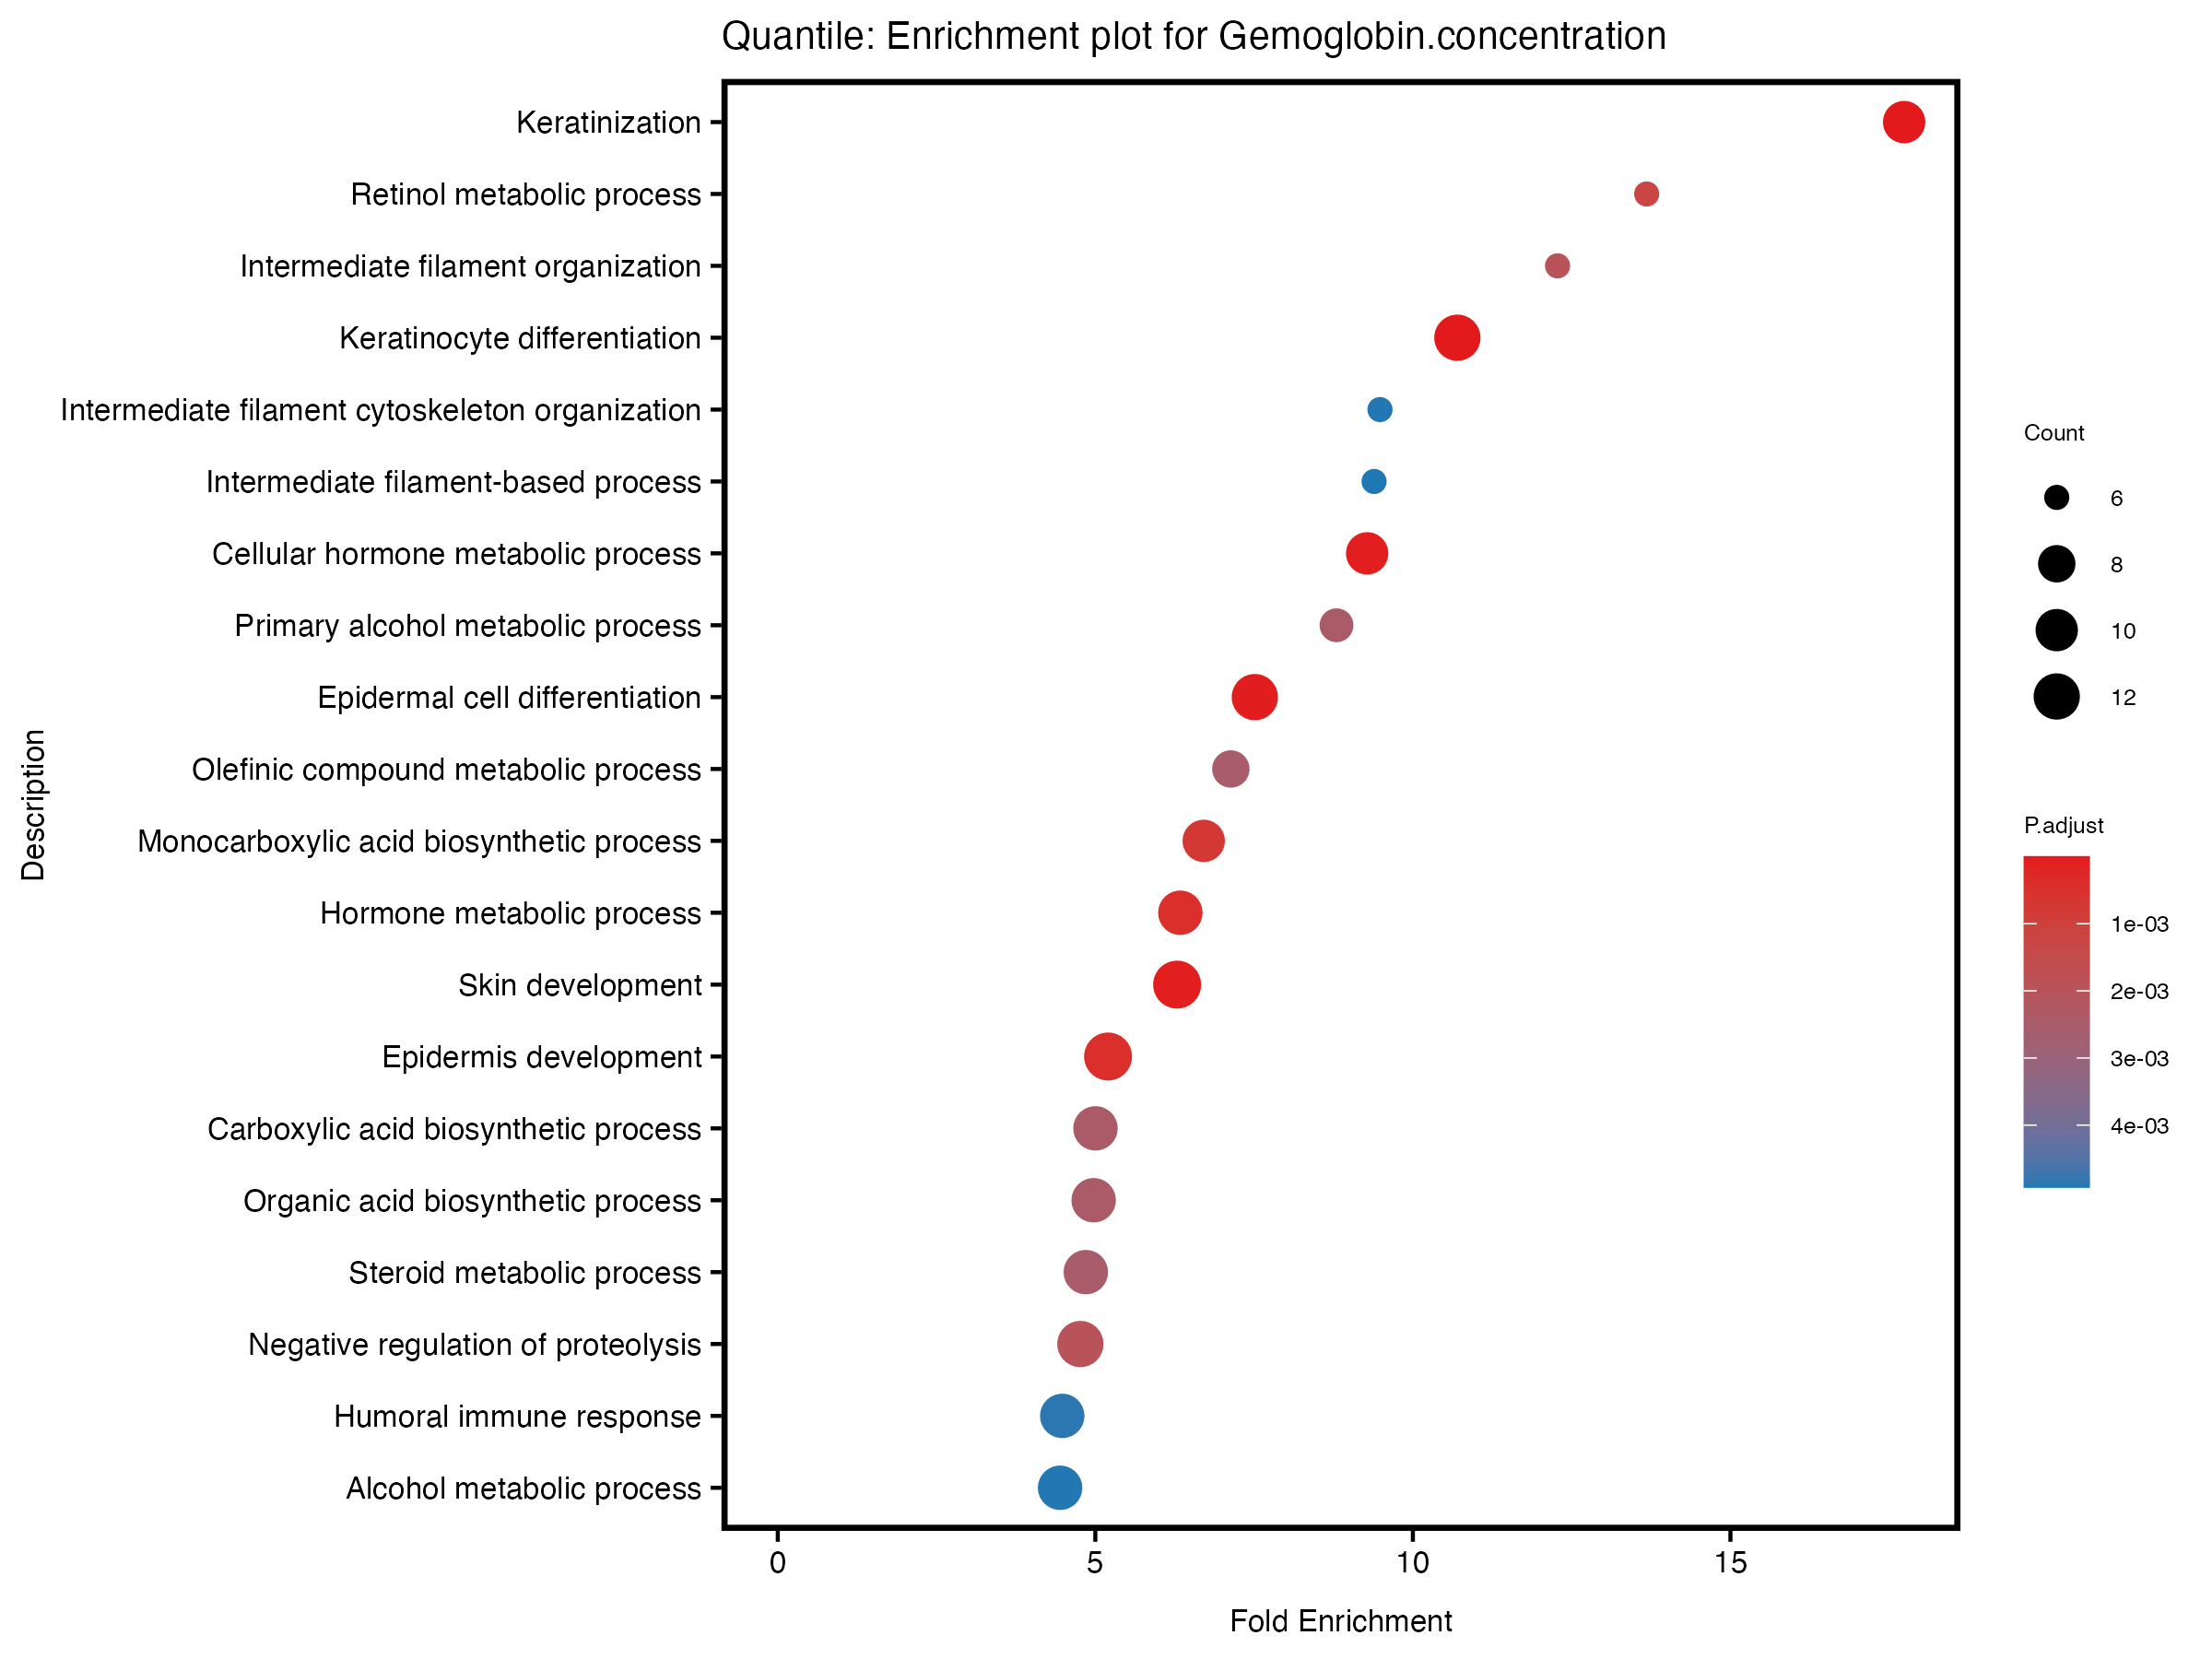 Quantile: Enrichment plot for Gemoglobin.concentration
Keratinization
Retinol metabolic process
Intermediate filament organization
Keratinocyte differentiation
Intermediate filament cytoskeleton organization
Intermediate filament-based process
Cellular hormone metabolic process
Primary alcohol metabolic process
Epidermal cell differentiation
Olefinic compound metabolic process
Monocarboxylic acid biosynthetic process
Hormone metabolic process
Skin development
Epidermis development
Carboxylic acid biosynthetic process
Organic acid biosynthetic process
Steroid metabolic process
Negative regulation of proteolysis
Humoral immune response
Alcohol metabolic process
Description
0 5 10 15
Fold Enrichment
Count
6
8
10
12
P.adjust
1e-03
2e-03
3e-03
4e-03